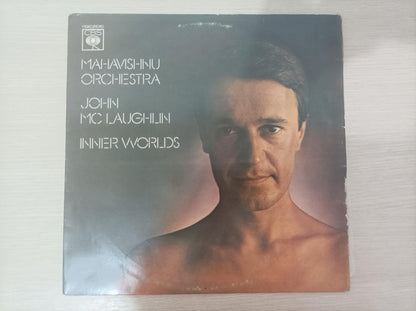 CBS
MAHAVISHNU
ORCHESTRA
JOHN
MC LAUGHLIN
INNER WORLDS